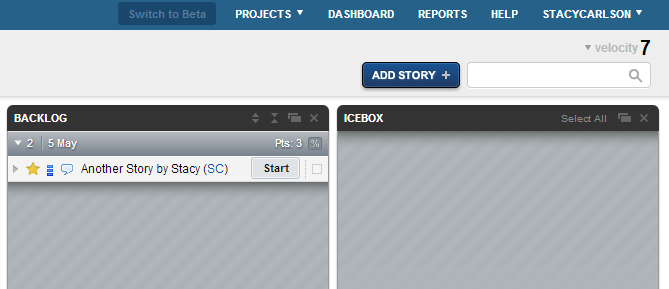 Switch to Beta PROJECTS DASHBOARD REPORTS HELP STACYCARLSON
velocity 7
ADD STORY +
BACKLOG
ICEBOX Select All
2 5 May Pts: 3 %
Another Story by Stacy (SC) Start